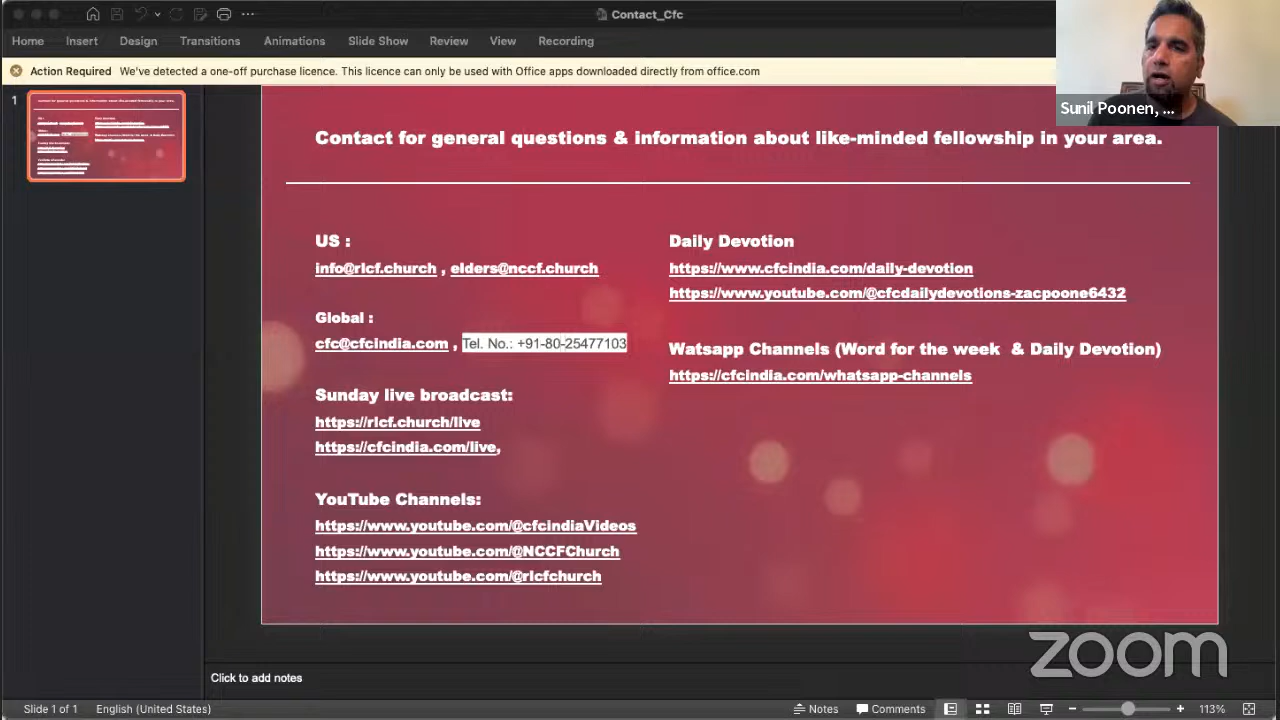 Contact_Cfc
Home Insert Design Transitions Animations Slide Show Review View Recording
Action Required We've detected a one-off purchase licence. This licence can only be used with Office apps downloaded directly from office.com
Sunil Poonen, ...
1
Contact for general questions & information about like-minded fellowship in your area.
US :
info@rlcf.church , elders@nccf.church
Global :
cfc@cfcindia.com , Tel. No.: +91-80-25477103
Sunday live broadcast:
https://rlcf.church/live
https://cfcindia.com/live,
YouTube Channels:
https://www.youtube.com/@cfcindiaVideos
https://www.youtube.com/@NCCFChurch
https://www.youtube.com/@rlcfchurch
Daily Devotion
https://www.cfcindia.com/daily-devotion
https://www.youtube.com/@cfcdailydevotions-zacpoone6432
Watsapp Channels (Word for the week & Daily Devotion)
https://cfcindia.com/whatsapp-channels
zoom
Click to add notes
Slide 1 of 1 English (United States) Notes Comments 113%